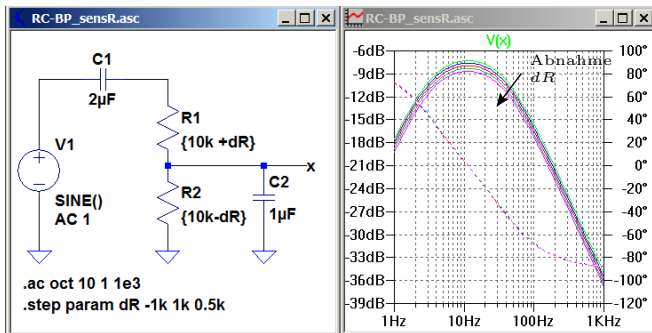 RC-BP_sensR.asc
C1
2µF
R1
{10k +dR}
V1
x
C2
R2
{10k-dR}
1µF
SINE()
AC 1
.ac oct 10 1 1e3
.step param dR -1k 1k 0.5k
RC-BP_sensR.asc
V(x)
-6dB
-9dB
-12dB
-15dB
-18dB
-21dB
-24dB
-27dB
-30dB
-33dB
-36dB
-39dB
Abnahme
dR
100°
80°
60°
40°
20°
0°
-20°
-40°
-60°
-80°
-100°
-120°
1Hz
10Hz
100Hz
1KHz